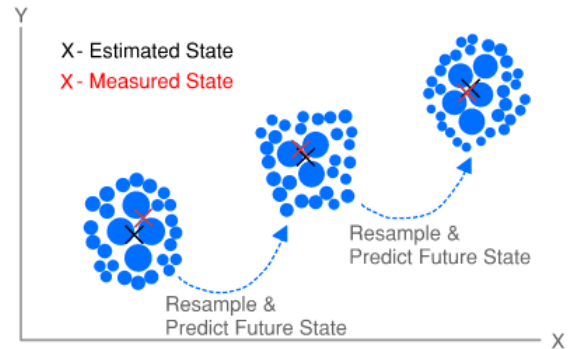 Y
X - Estimated State
X - Measured State
Resample &
Predict Future State
Resample &
Predict Future State
X